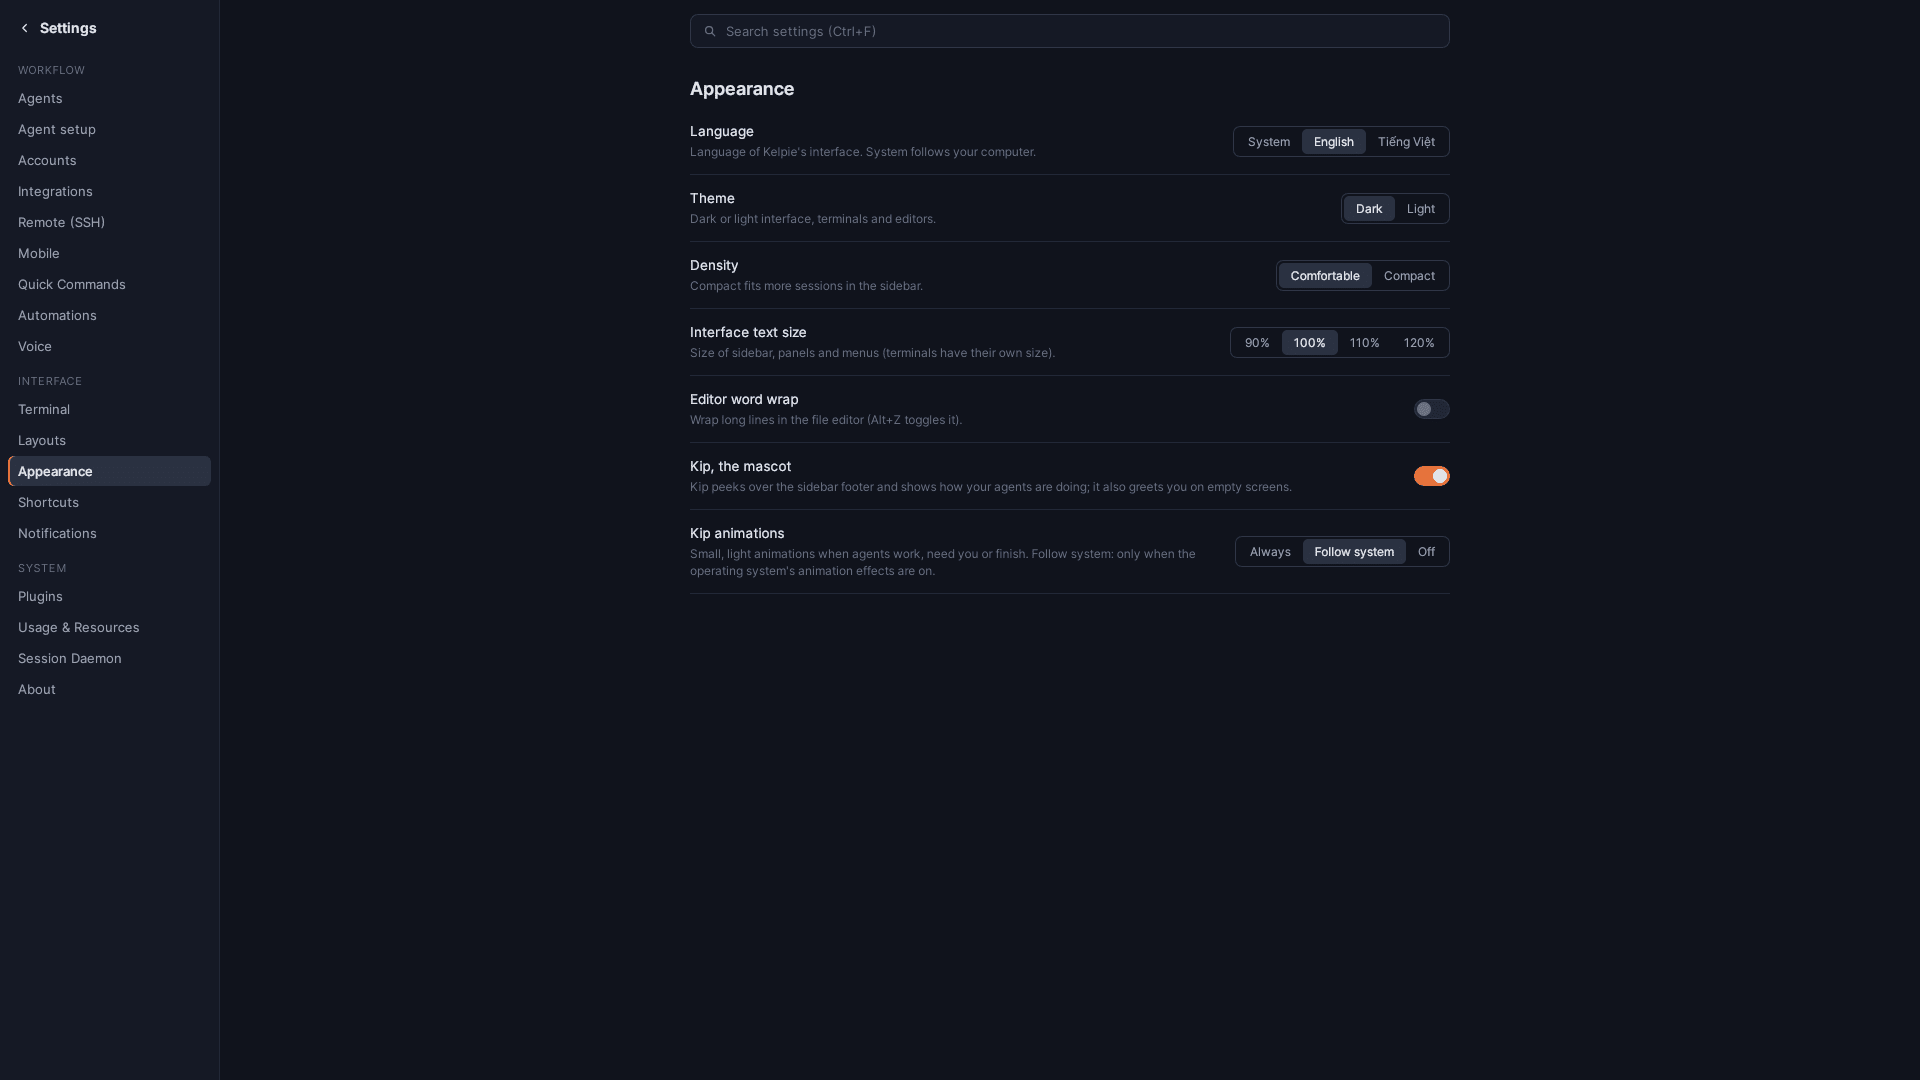 Settings
WORKFLOW
Agents
Agent setup
Accounts
Integrations
Remote (SSH)
Mobile
Quick Commands
Automations
Voice
INTERFACE
Terminal
Layouts
Appearance
Shortcuts
Notifications
SYSTEM
Plugins
Usage & Resources
Session Daemon
About
Search settings (Ctrl+F)
Appearance
Language
Language of Kelpie's interface. System follows your computer.
System English Tiếng Việt
Theme
Dark or light interface, terminals and editors.
Dark Light
Density
Compact fits more sessions in the sidebar.
Comfortable Compact
Interface text size
Size of sidebar, panels and menus (terminals have their own size).
90% 100% 110% 120%
Editor word wrap
Wrap long lines in the file editor (Alt+Z toggles it).
Kip, the mascot
Kip peeks over the sidebar footer and shows how your agents are doing; it also greets you on empty screens.
Kip animations
Small, light animations when agents work, need you or finish. Follow system: only when the
operating system's animation effects are on.
Always Follow system Off